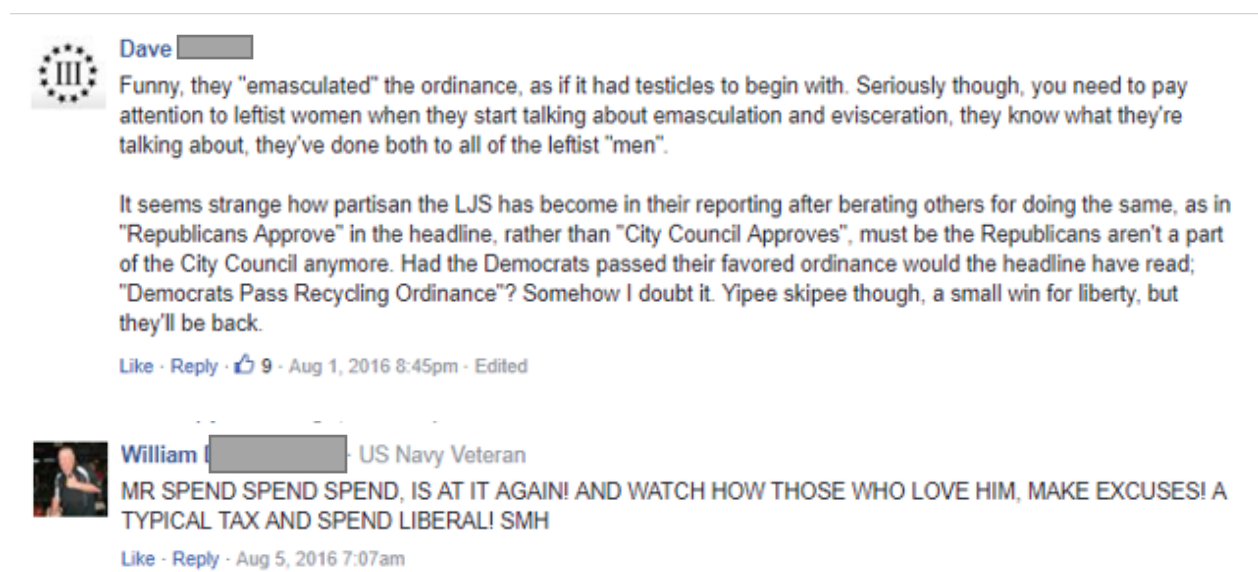 III
Dave
Funny, they "emasculated" the ordinance, as if it had testicles to begin with. Seriously though, you need to pay
attention to leftist women when they start talking about emasculation and evisceration, they know what they're
talking about, they've done both to all of the leftist "men".
It seems strange how partisan the LJS has become in their reporting after berating others for doing the same, as in
"Republicans Approve" in the headline, rather than "City Council Approves", must be the Republicans aren't a part
of the City Council anymore. Had the Democrats passed their favored ordinance would the headline have read;
"Democrats Pass Recycling Ordinance"? Somehow I doubt it. Yipee skipee though, a small win for liberty, but
they'll be back.
Like · Reply · 9 · Aug 1, 2016 8:45pm · Edited
William · US Navy Veteran
MR SPEND SPEND SPEND, IS AT IT AGAIN! AND WATCH HOW THOSE WHO LOVE HIM, MAKE EXCUSES! A
TYPICAL TAX AND SPEND LIBERAL! SMH
Like · Reply · Aug 5, 2016 7:07am